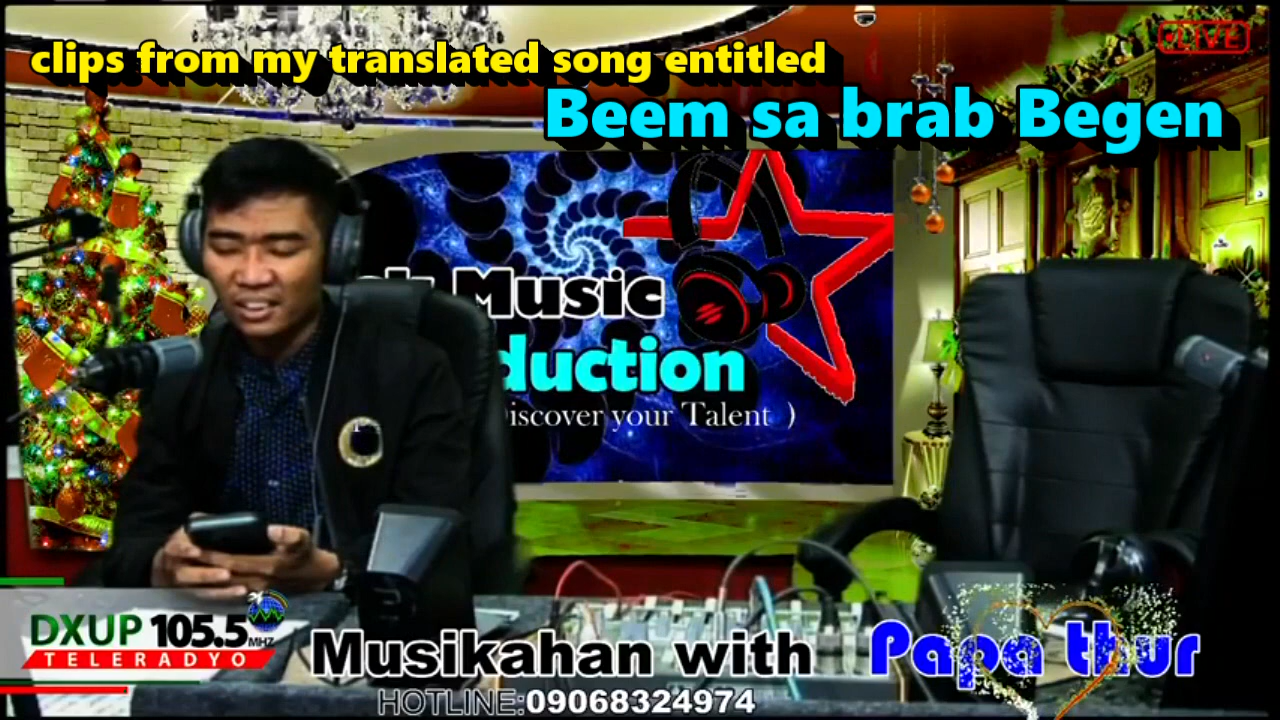 LIVE
clips from my translated song entitled
Beem sa brab Begen
Music
duction
iscover your Talent )
DXUP 105.5 MHZ
TELERADYO
Musikahan with Papa thur
HOTLINE:09068324974